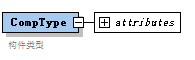 CompType
attributes
构件类型